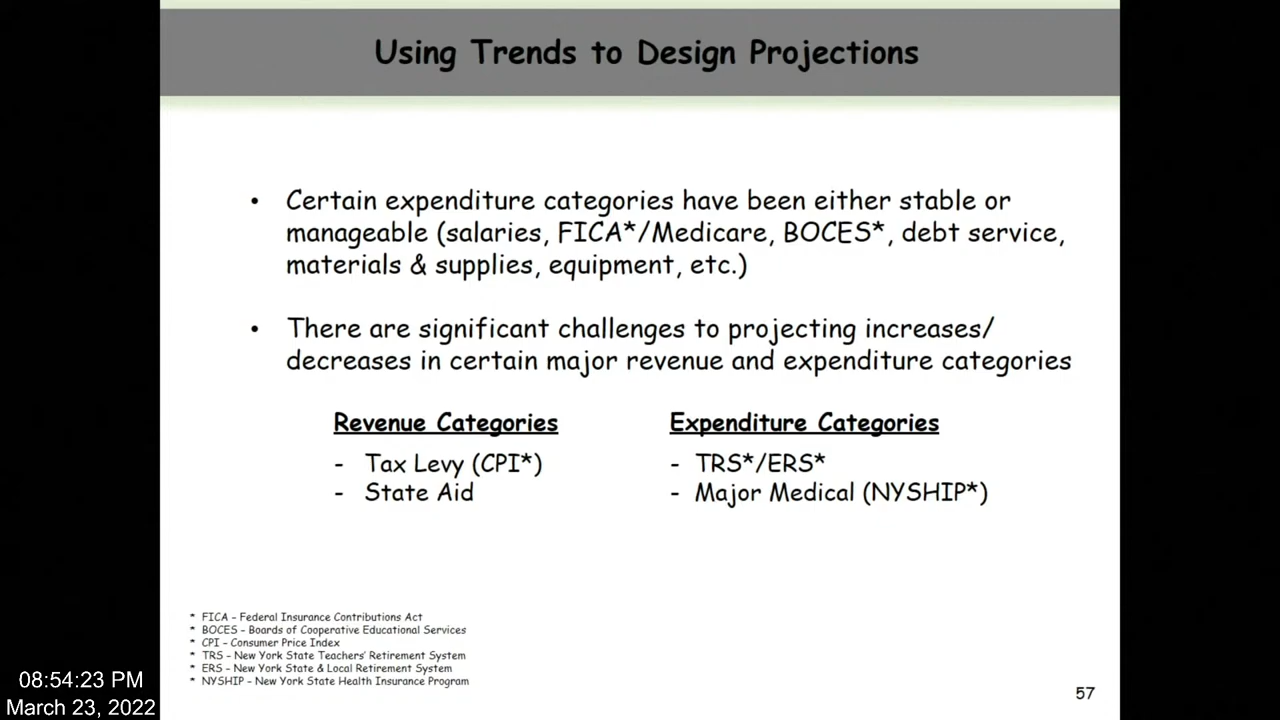 Using Trends to Design Projections
• Certain expenditure categories have been either stable or
manageable (salaries, FICA*/Medicare, BOCES*, debt service,
materials & supplies, equipment, etc.)
• There are significant challenges to projecting increases/
decreases in certain major revenue and expenditure categories
Revenue Categories
- Tax Levy (CPI*)
- State Aid
Expenditure Categories
- TRS*/ERS*
- Major Medical (NYSHIP*)
* FICA – Federal Insurance Contributions Act
* BOCES – Boards of Cooperative Educational Services
* CPI – Consumer Price Index
* TRS – New York State Teachers' Retirement System
* ERS – New York State & Local Retirement System
* NYSHIP – New York State Health Insurance Program
57
08:54:23 PM
March 23, 2022